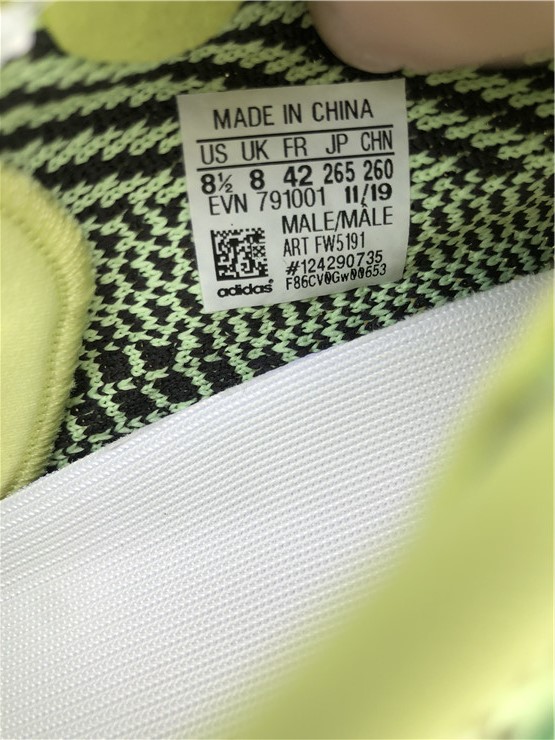 MADE IN CHINA
US UK FR JP CHN
8½ 8 42 265 260
EVN 791001 11/19
MALE/MÂLE
ART FW5191
#124290735
F86CV0Gw00653
adidas®